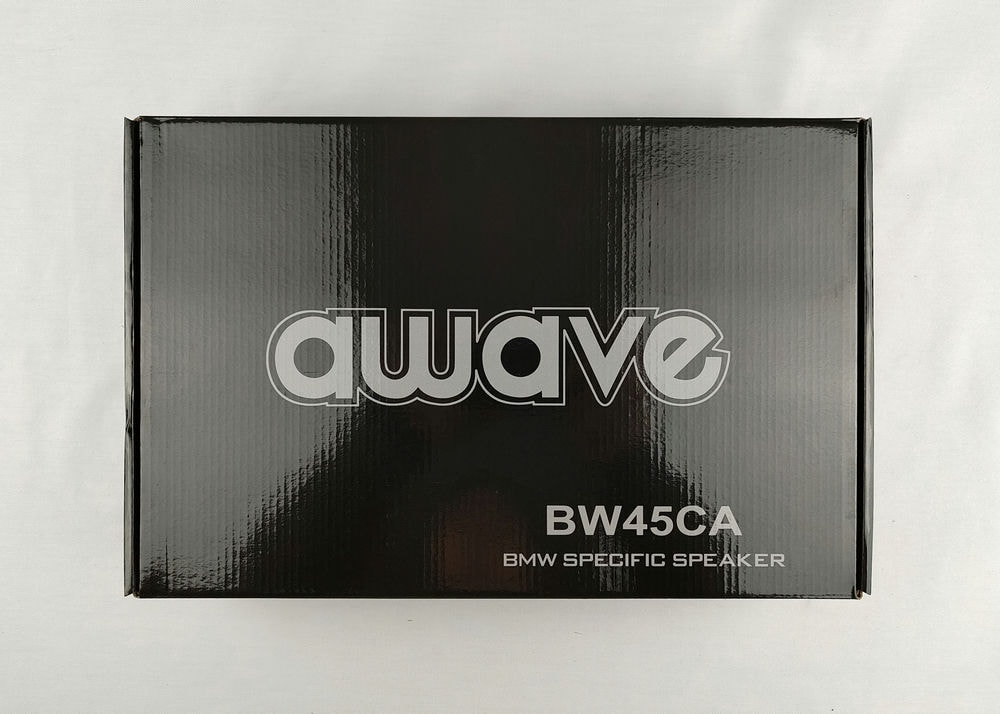 awave
BW45CA
BMW SPECIFIC SPEAKER